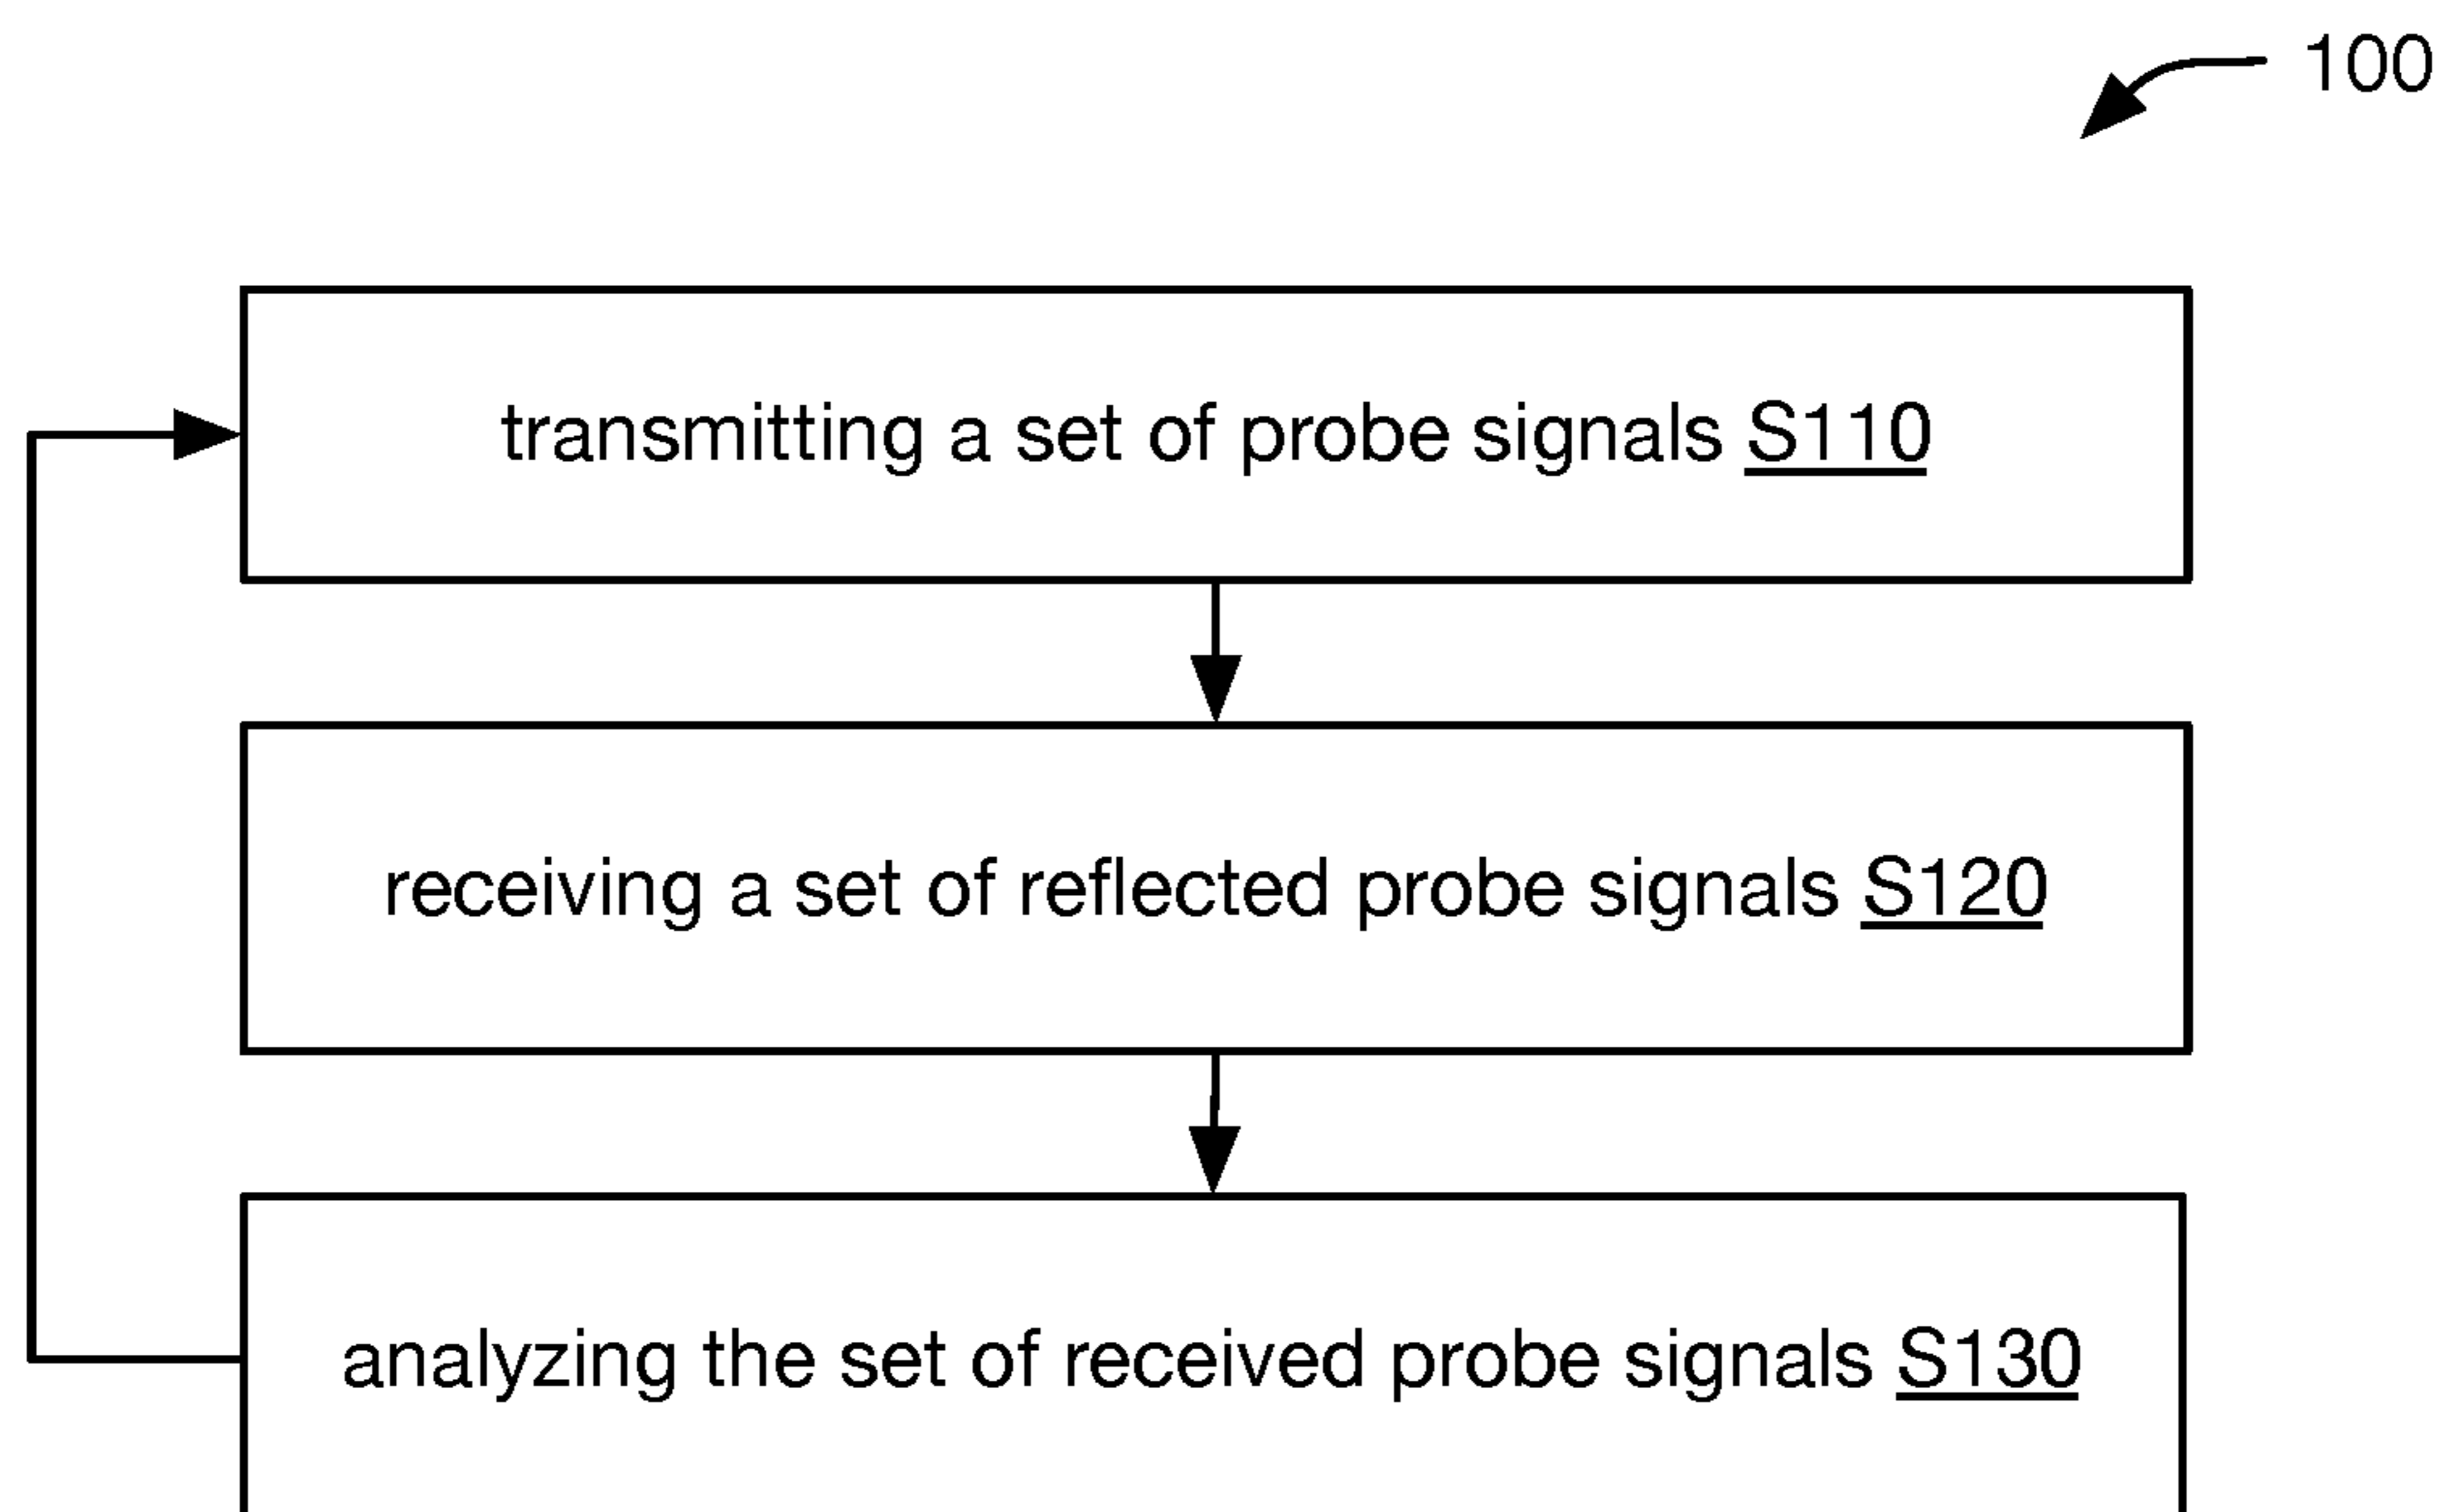 100
transmitting a set of probe signals S110
receiving a set of reflected probe signals S120
analyzing the set of received probe signals S130